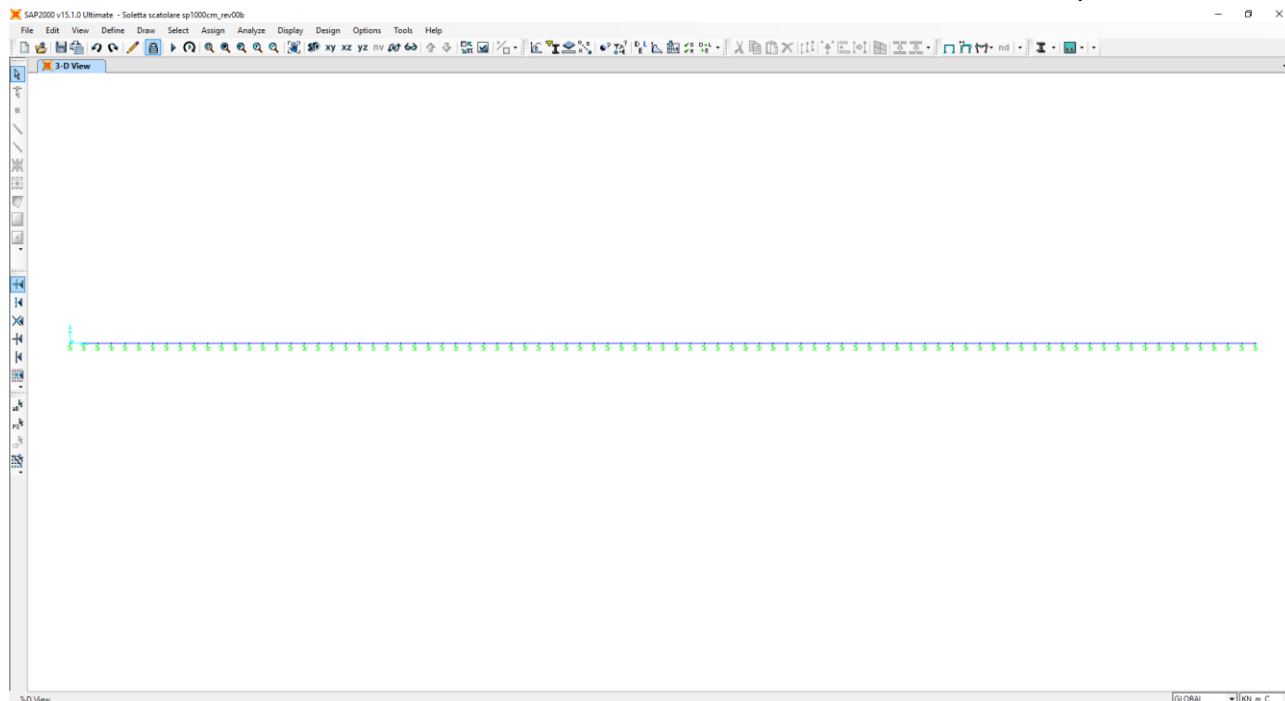 SAP2000 v15.1.0 Ultimate - Soletta scatolare sp1000cm_rev00b
File Edit View Define Draw Select Assign Analyze Display Design Options Tools Help
xy xz yz nv nd
3-D View
3-D View
GLOBAL KN, m, C